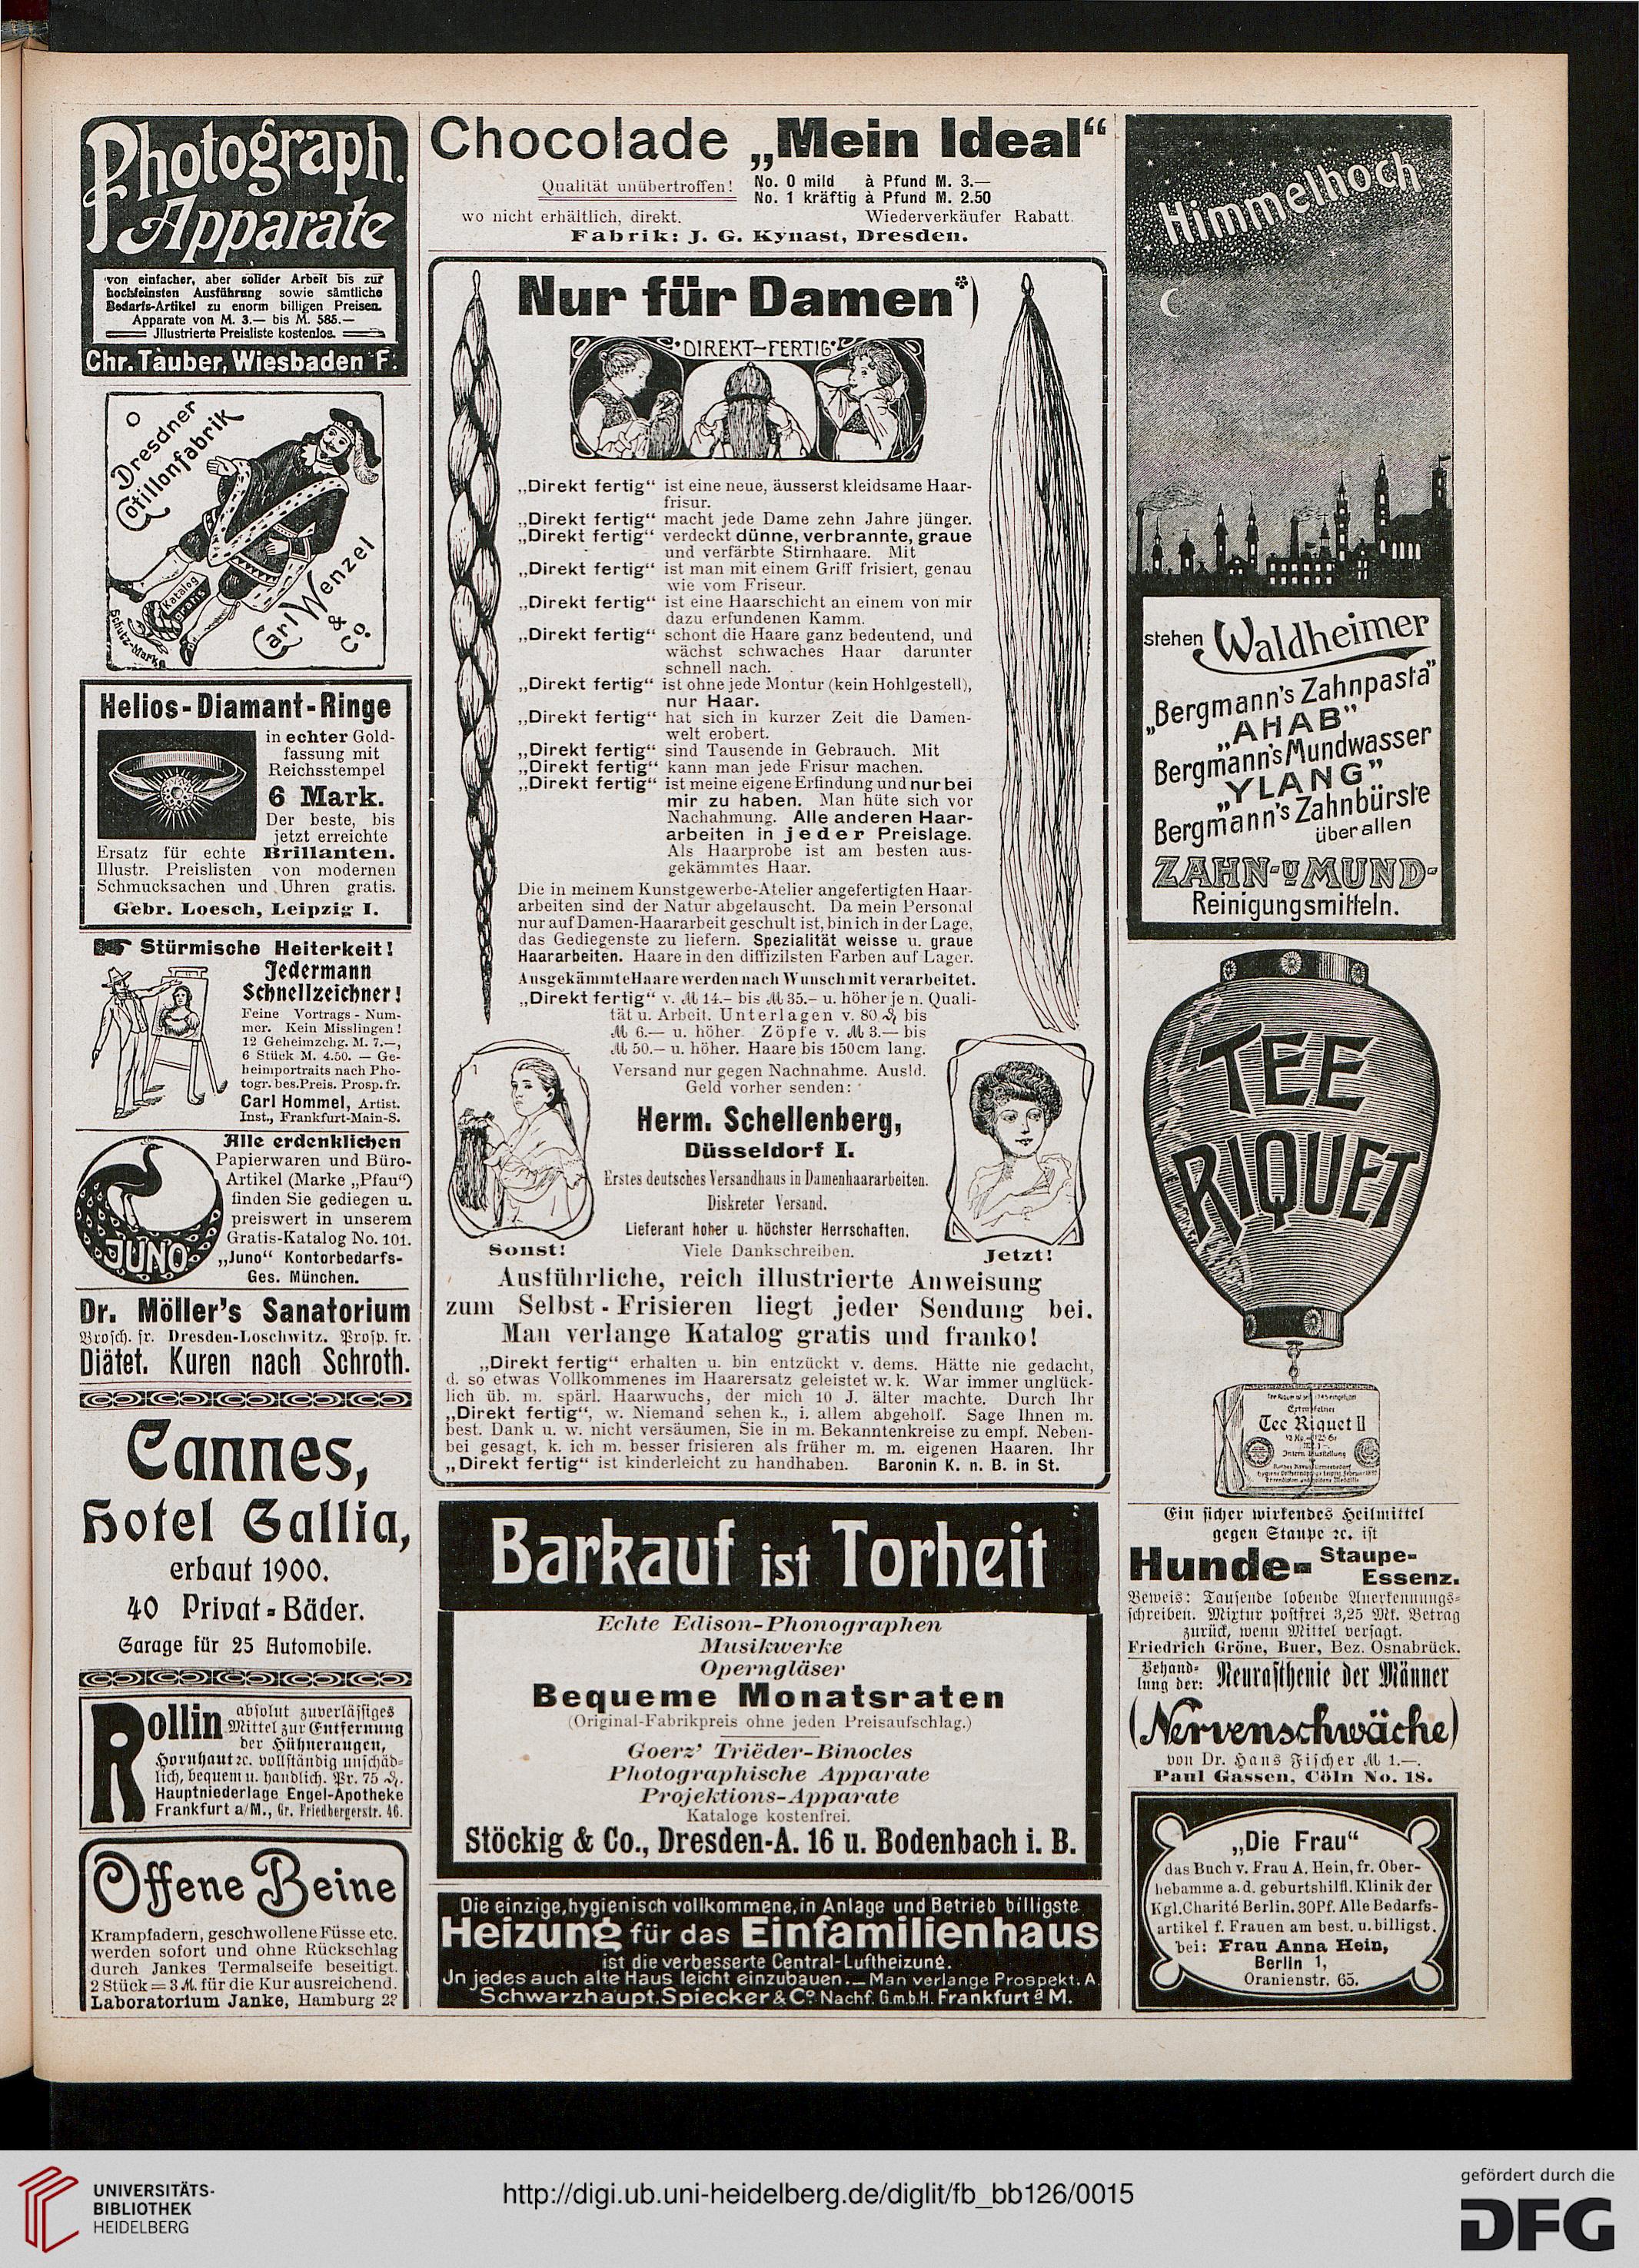 Photograph.
Apparate
von einfacher, aber solider Arbeit bis zur
hochfeinsten Ausführung sowie sämtliche
Bedarfs-Artikel zu enorm billigen Preisen.
Apparate von M. 3.— bis M. 585.—
Jllustrierte Preisliste kostenlos.
Chr. Tauber, Wiesbaden F.
Dresdner
Cotillonfabrik
Carl Wenzel
& Co.
Katalog
gratis
Schutz-Marke
Helios-Diamant-Ringe
in echter Gold-
fassung mit
Reichsstempel
6 Mark.
Der beste, bis
jetzt erreichte
Ersatz für echte Brillanten.
Illustr. Preislisten von modernen
Schmucksachen und Uhren gratis.
Gebr. Loesch, Leipzig I.
☛ Stürmische Heiterkeit!
Jedermann
Schnellzeichner!
Feine Vortrags-Num-
mer. Kein Misslingen!
12 Geheimzchg. M. 7.—,
6 Stück M. 4.50. — Ge-
heimportraits nach Pho-
togr. bes. Preis. Prosp. fr.
Carl Hommel, Artist.
Inst., Frankfurt-Main-S.
JUNO
Alle erdenklichen
Papierwaren und Büro-
Artikel (Marke „Pfau“)
finden Sie gediegen u.
preiswert in unserem
Gratis-Katalog No. 101.
„Juno“ Kontorbedarfs-
Ges. München.
Dr. Möller's Sanatorium
Brosch. fr. Dresden-Loschwitz. Prosp. fr.
Diätet. Kuren nach Schroth.
Cannes,
Hotel Gallia,
erbaut 1900.
40 Privat-Bäder.
Garage für 25 Automobile.
Rollin absolut zuverlässiges
Mittel zur Entfernung
der Hühneraugen,
Hornhaut ec. vollständig unschäd-
lich, bequem u. handlich. Pr. 75 ₰.
Hauptniederlage Engel-Apotheke
Frankfurt a/M., Gr. Friedbergerstr. 46.
Offene Beine
Krampfadern, geschwollene Füsse etc.
werden sofort und ohne Rückschlag
durch Jankes Termalseife beseitigt.
2 Stück = 3 M. für die Kur ausreichend.
Laboratorium Janke, Hamburg
Chocolade „Mein Ideal“
Qualität unübertroffen!
No. 0 mild à Pfund M. 3.—
No. 1 kräftig à Pfund M. 2.50
wo nicht erhältlich, direkt. Wiederverkäufer Rabatt.
Fabrik: J. G. Kynast, Dresden.
Nur für Damen*)
DIREKT-FERTIG
„Direkt fertig“ ist eine neue, äusserst kleidsame Haar-
frisur.
„Direkt fertig“ macht jede Dame zehn Jahre jünger.
„Direkt fertig“ verdeckt dünne, verbrannte, graue
und verfärbte Stirnhaare. Mit
„Direkt fertig“ ist man mit einem Griff frisiert, genau
wie vom Friseur.
„Direkt fertig“ ist eine Haarschicht an einem von mir
dazu erfundenen Kamm.
„Direkt fertig“ schont die Haare ganz bedeutend, und
wächst schwaches Haar darunter
schnell nach.
„Direkt fertig“ ist ohne jede Montur (kein Hohlgestell),
nur Haar.
„Direkt fertig“ hat sich in kurzer Zeit die Damen-
welt erobert.
„Direkt fertig“ sind Tausende in Gebrauch. Mit
„Direkt fertig“ kann man jede Frisur machen.
„Direkt fertig“ ist meine eigene Erfindung und nur bei
mir zu haben. Man hüte sich vor
Nachahmung. Alle anderen Haar-
arbeiten in jeder Preislage.
Als Haarprobe ist am besten aus-
gekämmtes Haar.
Die in meinem Kunstgewerbe-Atelier angefertigten Haar-
arbeiten sind der Natur abgelauscht. Da mein Personal
nur auf Damen-Haararbeit geschult ist, bin ich in der Lage,
das Gediegenste zu liefern. Spezialität weisse u. graue
Haararbeiten. Haare in den diffizilsten Farben auf Lager.
Ausgekämmte Haare werden nach Wunsch mit verarbeitet.
„Direkt fertig“ v. ℳ 14.– bis ℳ 35.– u. höher je n. Quali-
tät u. Arbeit. Unterlagen v. 80 ₰ bis
ℳ 6.— u. höher. Zöpfe v. ℳ 3.— bis
ℳ 50.– u. höher. Haare bis 150 cm lang.
Versand nur gegen Nachnahme. Ausld.
Geld vorher senden:
Herm. Schellenberg,
Düsseldorf I.
Erstes deutsches Versandhaus in Damenhaararbeiten.
Diskreter Versand.
Lieferant hoher u. höchster Herrschaften.
Sonst! Viele Dankschreiben. Jetzt!
Ausführliche, reich illustrierte Anweisung
zum Selbst-Frisieren liegt jeder Sendung bei.
Man verlange Katalog gratis und franko!
„Direkt fertig“ erhalten u. bin entzückt v. dems. Hätte nie gedacht,
d. so etwas Vollkommenes im Haarersatz geleistet w. k. War immer unglück-
lich üb. m. spärl. Haarwuchs, der mich 10 J. älter machte. Durch Ihr
„Direkt fertig“, w. Niemand sehen k., i. allem abgeholf. Sage Ihnen m.
best. Dank u. w. nicht versäumen, Sie in m. Bekanntenkreise zu empf. Neben-
bei gesagt, k. ich m. besser frisieren als früher m. m. eigenen Haaren. Ihr
„Direkt fertig“ ist kinderleicht zu handhaben. Baronin K. n. B. in St.
Barkauf ist Torheit
Echte Edison-Phonographen
Musikwerke
Operngläser
Bequeme Monatsraten
(Original-Fabrikpreis ohne jeden Preisaufschlag.)
Goerz' Triëder-Binocles
Photographische Apparate
Projektions-Apparate
Kataloge kostenfrei.
Stöckig & Co., Dresden-A. 16 u. Bodenbach i. B.
Die einzige, hygienisch vollkommene, in Anlage und Betrieb billigste
Heizung für das Einfamilienhaus
ist die verbesserte Central-Luftheizung.
Jn jedes auch alte Haus leicht einzubauen.— Man verlange Prospekt. A.
Schwarzhaupt, Spiecker & Co. Nachf. G.m.b.H. Frankfurt a M.
Himmelhoch
stehen Waldheimer
„Bergmann's Zahnpasta“
„AHAB“
Bergmann's Mundwasser
„YLANG“
Bergmann's Zahnbürste
über allen
ZAHN- u MUND-
Reinigungsmitteln.
TEE
RIQUET
Tee Riquet II
Ein sicher wirkendes Heilmittel
gegen Staupe ec. ist
Hunde- Staupe-
Essenz.
Beweis: Tausende lobende Anerkennungs-
schreiben. Mixtur postfrei 3,25 Mk. Betrag
zurück, wenn Mittel versagt.
Friedrich Gröne, Buer, Bez. Osnabrück.
Behand-
lung der: Neurasthenie der Männer
(Nervenschwäche)
von Dr. Hans Fischer ℳ 1.—.
Paul Gassen, Cöln No. 18.
„Die Frau“
das Buch v. Frau A. Hein, fr. Ober-
hebamme a. d. geburtshilfl. Klinik der
Kgl. Charité Berlin. 80 Pf. Alle Bedarfs-
artikel f. Frauen am best. u. billigst.
bei: Frau Anna Hein,
Berlin 1,
Oranienstr. 65.
UNIVERSITÄTS-
BIBLIOTHEK
HEIDELBERG
http://digi.ub.uni-heidelberg.de/diglit/fb_bb126/0015
gefördert durch die
DFG